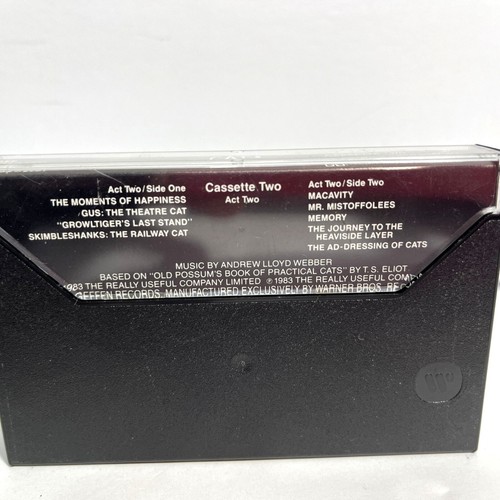 Act Two/Side One
THE MOMENTS OF HAPPINESS
GUS: THE THEATRE CAT
"GROWLTIGER'S LAST STAND"
SKIMBLESHANKS: THE RAILWAY CAT
Cassette Two
Act Two
Act Two/Side Two
MACAVITY
MR. MISTOFFOLEES
MEMORY
THE JOURNEY TO THE
HEAVISIDE LAYER
THE AD-DRESSING OF CATS
MUSIC BY ANDREW LLOYD WEBBER
BASED ON "OLD POSSUM'S BOOK OF PRACTICAL CATS" BY T.S. ELIOT
1983 THE REALLY USEFUL COMPANY LIMITED ℗ 1983 THE REALLY USEFUL
GEFFEN RECORDS, MANUFACTURED EXCLUSIVELY BY WARNER BROS.